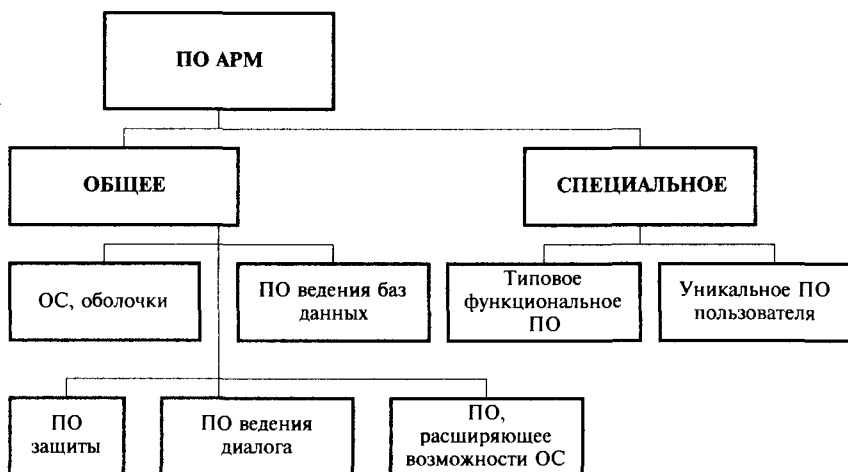 ПО АРМ
ОБЩЕЕ
СПЕЦИАЛЬНОЕ
ОС, оболочки
ПО ведения баз
данных
Типовое
функциональное
ПО
Уникальное ПО
пользователя
ПО
защиты
ПО ведения
диалога
ПО,
расширяющее
возможности ОС